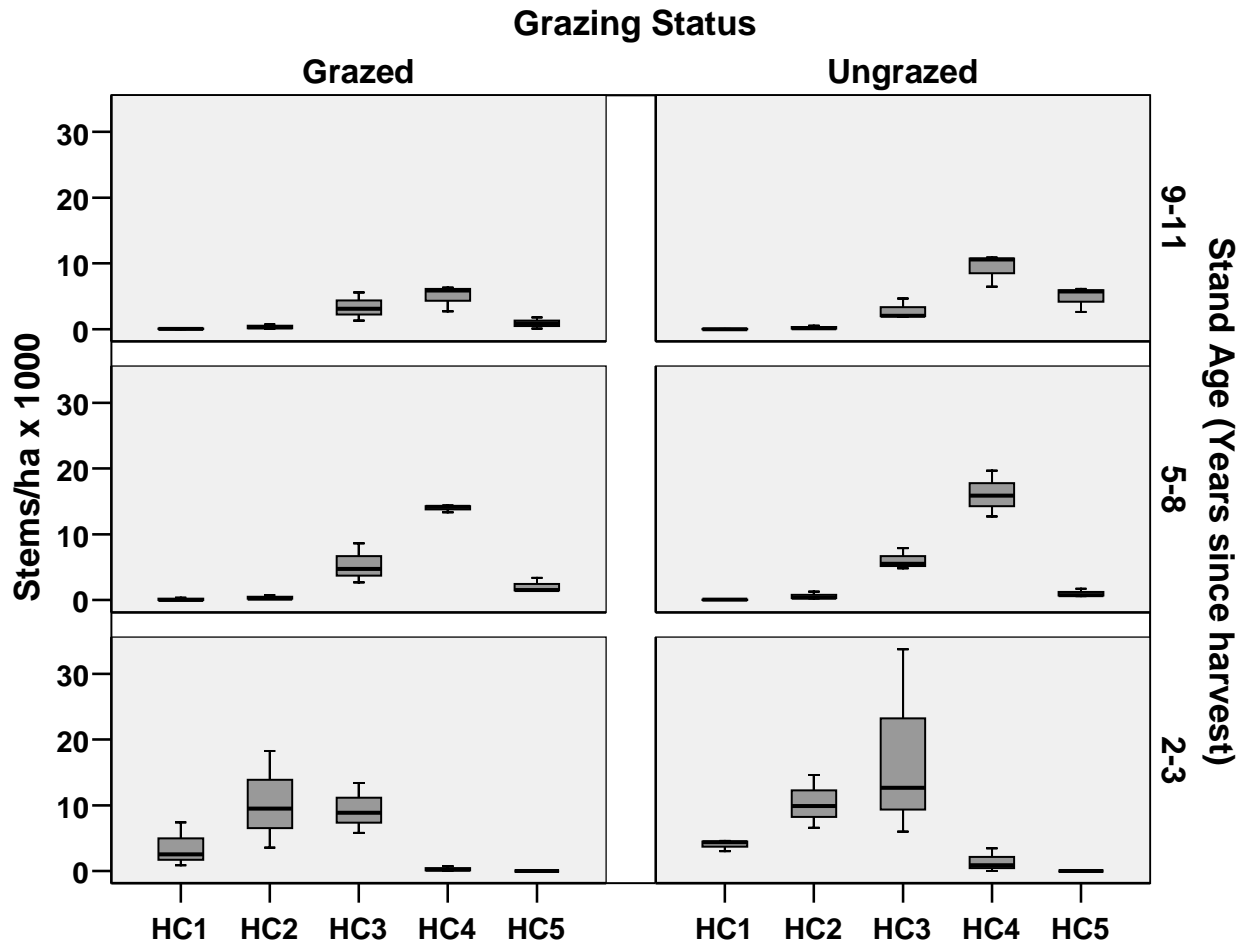 Grazing Status
Grazed
Ungrazed
30
20
10
0
9-11
30
20
10
0
5-8
30
20
10
0
2-3
Stems/ha x 1000
Stand Age (Years since harvest)
HC1 HC2 HC3 HC4 HC5
HC1 HC2 HC3 HC4 HC5